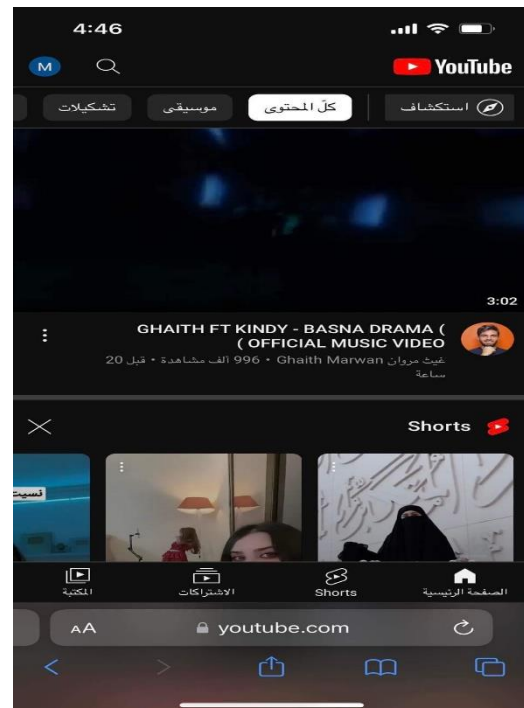 4:46
M
YouTube
استكشاف
كلّ المحتوى
موسيقى
تشكيلات
3:02
GHAITH FT KINDY - BASNA DRAMA (
( OFFICIAL MUSIC VIDEO
غيث مروان Ghaith Marwan • 996 ألف مشاهدة • قبل 20
ساعة
Shorts
نسيت
الصفحة الرئيسية
Shorts
الاشتراكات
المكتبة
AA
youtube.com